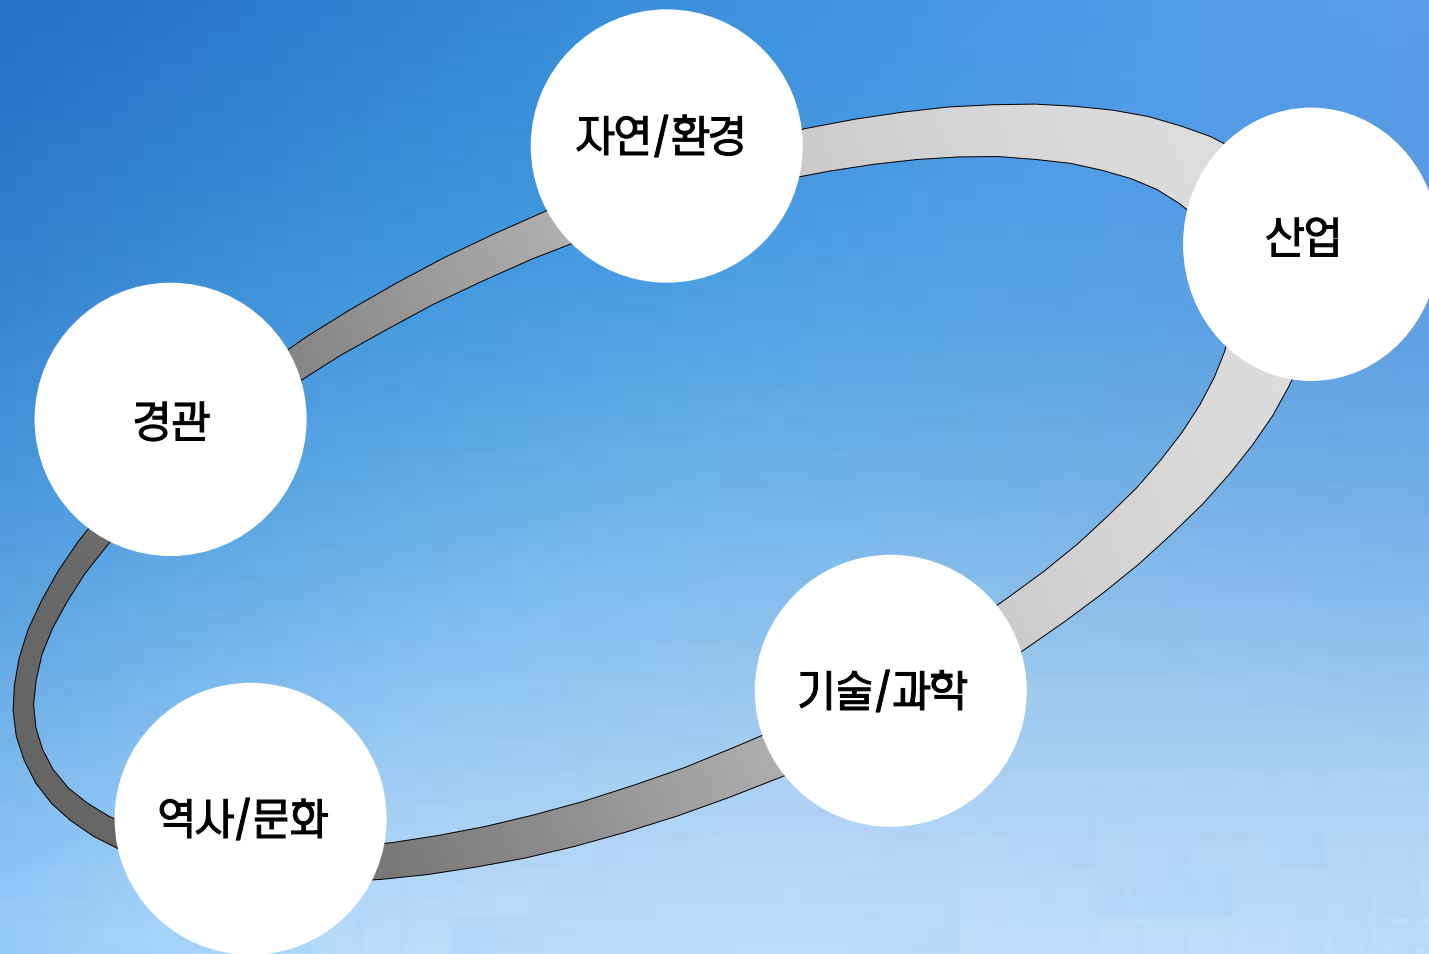 자연/환경
산업
경관
기술/과학
역사/문화